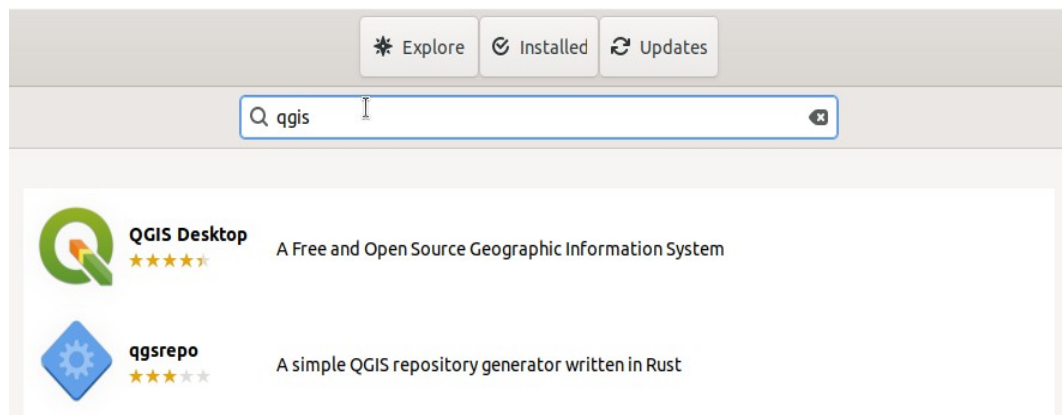 Explore Installed Updates
qgis
QGIS Desktop
A Free and Open Source Geographic Information System
qgsrepo
A simple QGIS repository generator written in Rust